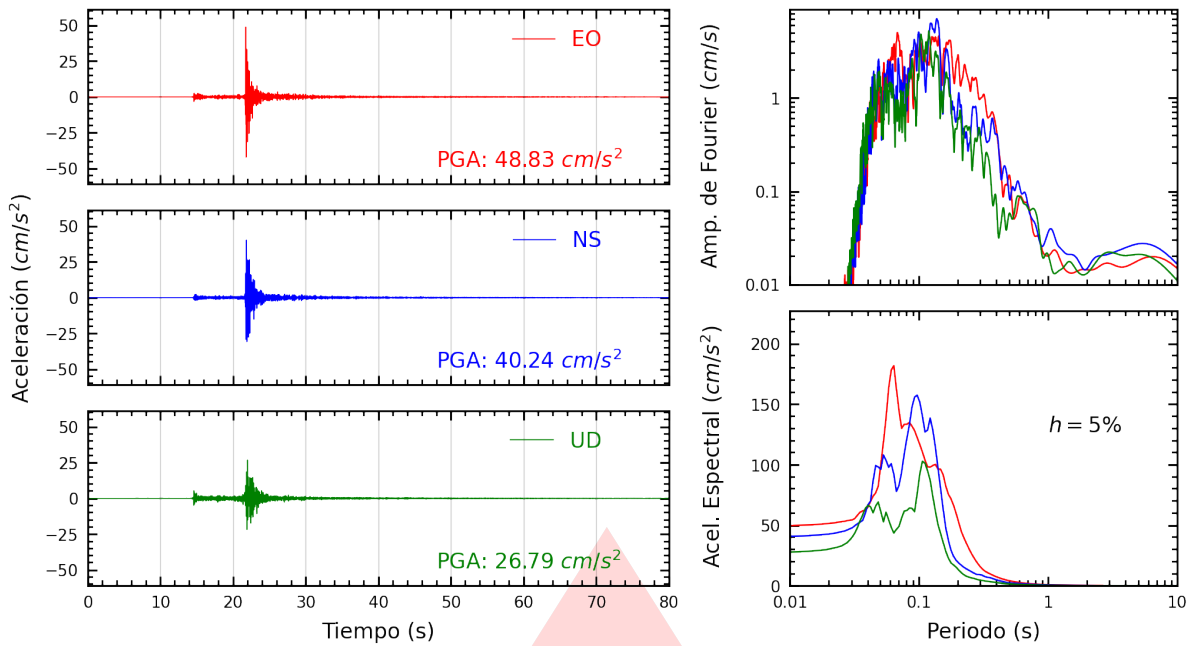 Aceleración (cm/s²)
50
25
0
−25
−50
EO
PGA: 48.83 cm/s²
50
25
0
−25
−50
NS
PGA: 40.24 cm/s²
50
25
0
−25
−50
UD
PGA: 26.79 cm/s²
0 10 20 30 40 50 60 70 80
Tiempo (s)
Amp. de Fourier (cm/s)
1
0.1
0.01
Acel. Espectral (cm/s²)
200
150
100
50
0
h = 5%
0.01 0.1 1 10
Periodo (s)